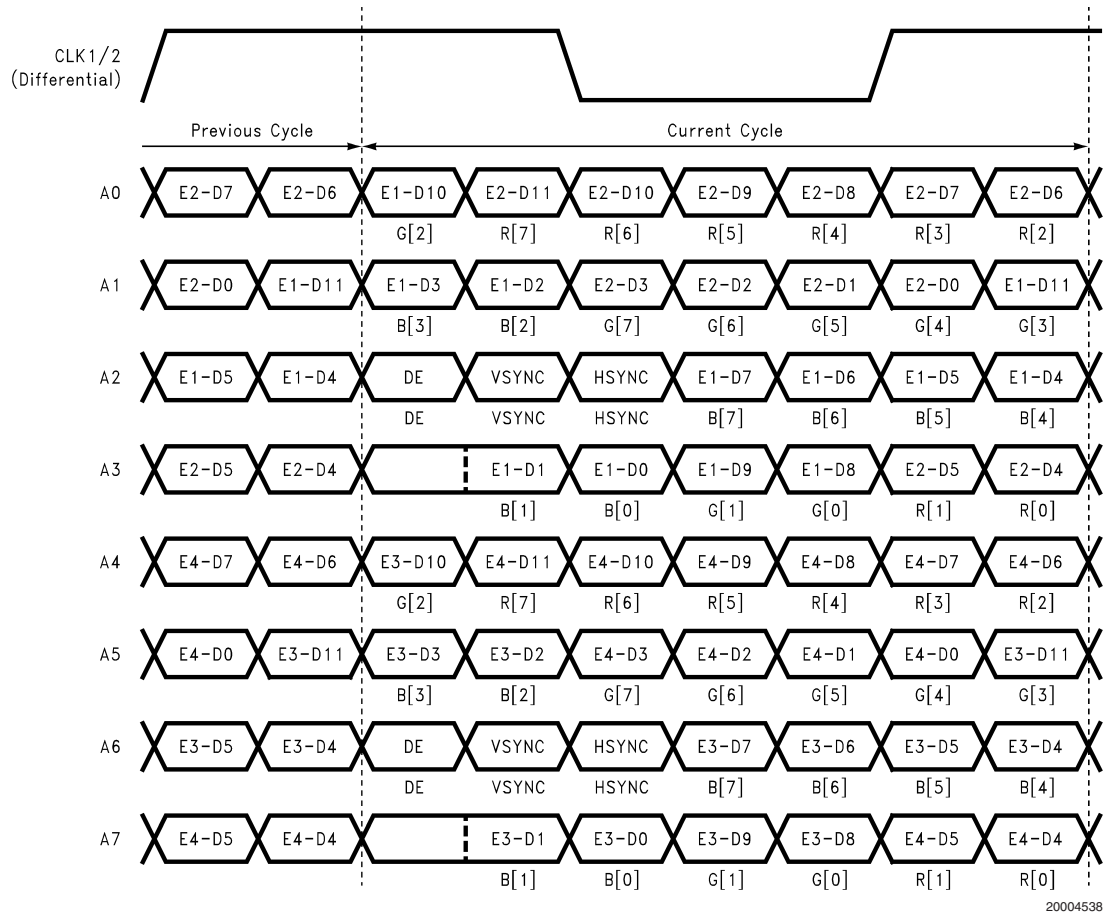 CLK1/2
(Differential)
Previous Cycle Current Cycle
A0 E2-D7 E2-D6 E1-D10 E2-D11 E2-D10 E2-D9 E2-D8 E2-D7 E2-D6
G[2] R[7] R[6] R[5] R[4] R[3] R[2]
A1 E2-D0 E1-D11 E1-D3 E1-D2 E2-D3 E2-D2 E2-D1 E2-D0 E1-D11
B[3] B[2] G[7] G[6] G[5] G[4] G[3]
A2 E1-D5 E1-D4 DE VSYNC HSYNC E1-D7 E1-D6 E1-D5 E1-D4
DE VSYNC HSYNC B[7] B[6] B[5] B[4]
A3 E2-D5 E2-D4 E1-D1 E1-D0 E1-D9 E1-D8 E2-D5 E2-D4
B[1] B[0] G[1] G[0] R[1] R[0]
A4 E4-D7 E4-D6 E3-D10 E4-D11 E4-D10 E4-D9 E4-D8 E4-D7 E4-D6
G[2] R[7] R[6] R[5] R[4] R[3] R[2]
A5 E4-D0 E3-D11 E3-D3 E3-D2 E4-D3 E4-D2 E4-D1 E4-D0 E3-D11
B[3] B[2] G[7] G[6] G[5] G[4] G[3]
A6 E3-D5 E3-D4 DE VSYNC HSYNC E3-D7 E3-D6 E3-D5 E3-D4
DE VSYNC HSYNC B[7] B[6] B[5] B[4]
A7 E4-D5 E4-D4 E3-D1 E3-D0 E3-D9 E3-D8 E4-D5 E4-D4
B[1] B[0] G[1] G[0] R[1] R[0]
20004538